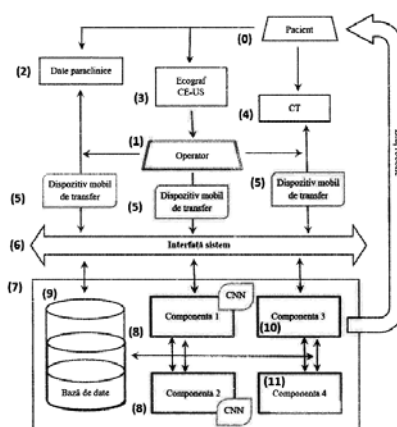 (0)
Pacient
(2)
Date paraclinice
(3)
Ecograf
CE-US
(4)
CT
(1)
Operator
(5)
Dispozitiv mobil
de transfer
(5)
Dispozitiv mobil
de transfer
(5)
Dispozitiv mobil
de transfer
(6)
Interfață sistem
(7)
(9)
Bază de date
(8)
Componenta 1
CNN
(10)
Componenta 3
(8)
Componenta 2
CNN
(11)
Componenta 4